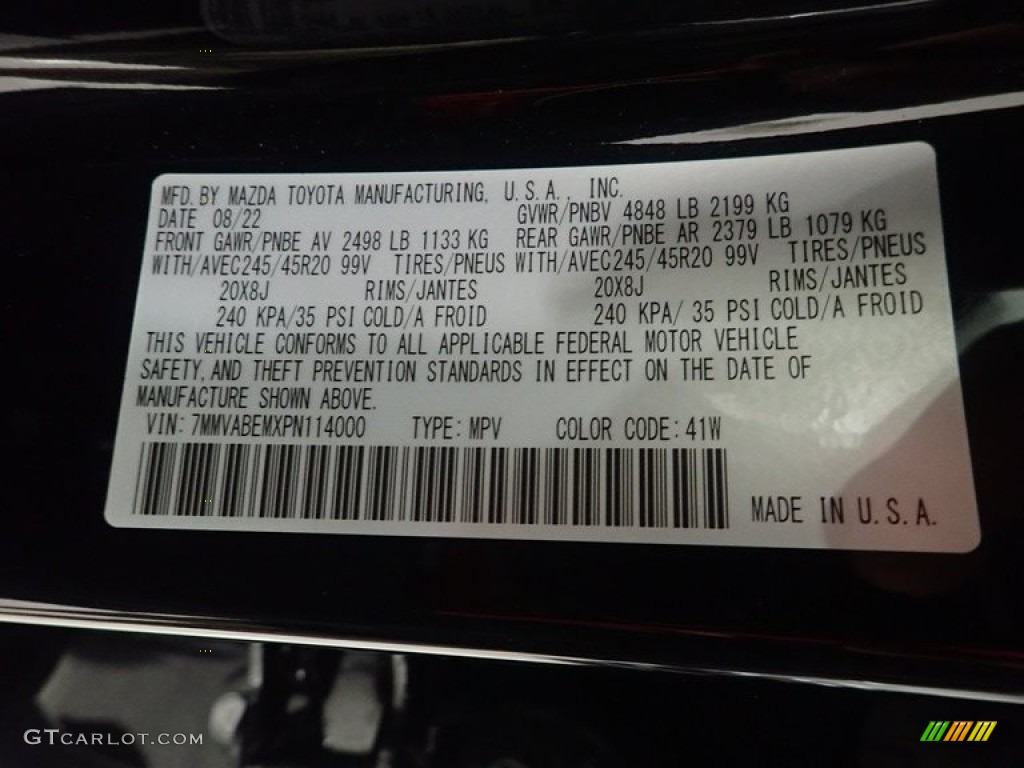 MFD. BY MAZDA TOYOTA MANUFACTURING, U.S.A., INC.
DATE 08/22 GVWR/PNBV 4848 LB 2199 KG
FRONT GAWR/PNBE AV 2498 LB 1133 KG REAR GAWR/PNBE AR 2379 LB 1079 KG
WITH/AVEC245/45R20 99V TIRES/PNEUS WITH/AVEC245/45R20 99V TIRES/PNEUS
20X8J RIMS/JANTES 20X8J RIMS/JANTES
240 KPA/35 PSI COLD/A FROID 240 KPA/ 35 PSI COLD/A FROID
THIS VEHICLE CONFORMS TO ALL APPLICABLE FEDERAL MOTOR VEHICLE
SAFETY, AND THEFT PREVENTION STANDARDS IN EFFECT ON THE DATE OF
MANUFACTURE SHOWN ABOVE.
VIN: 7MMVABEMXPN114000 TYPE: MPV COLOR CODE: 41W
MADE IN U.S.A.
GTCARLOT.COM